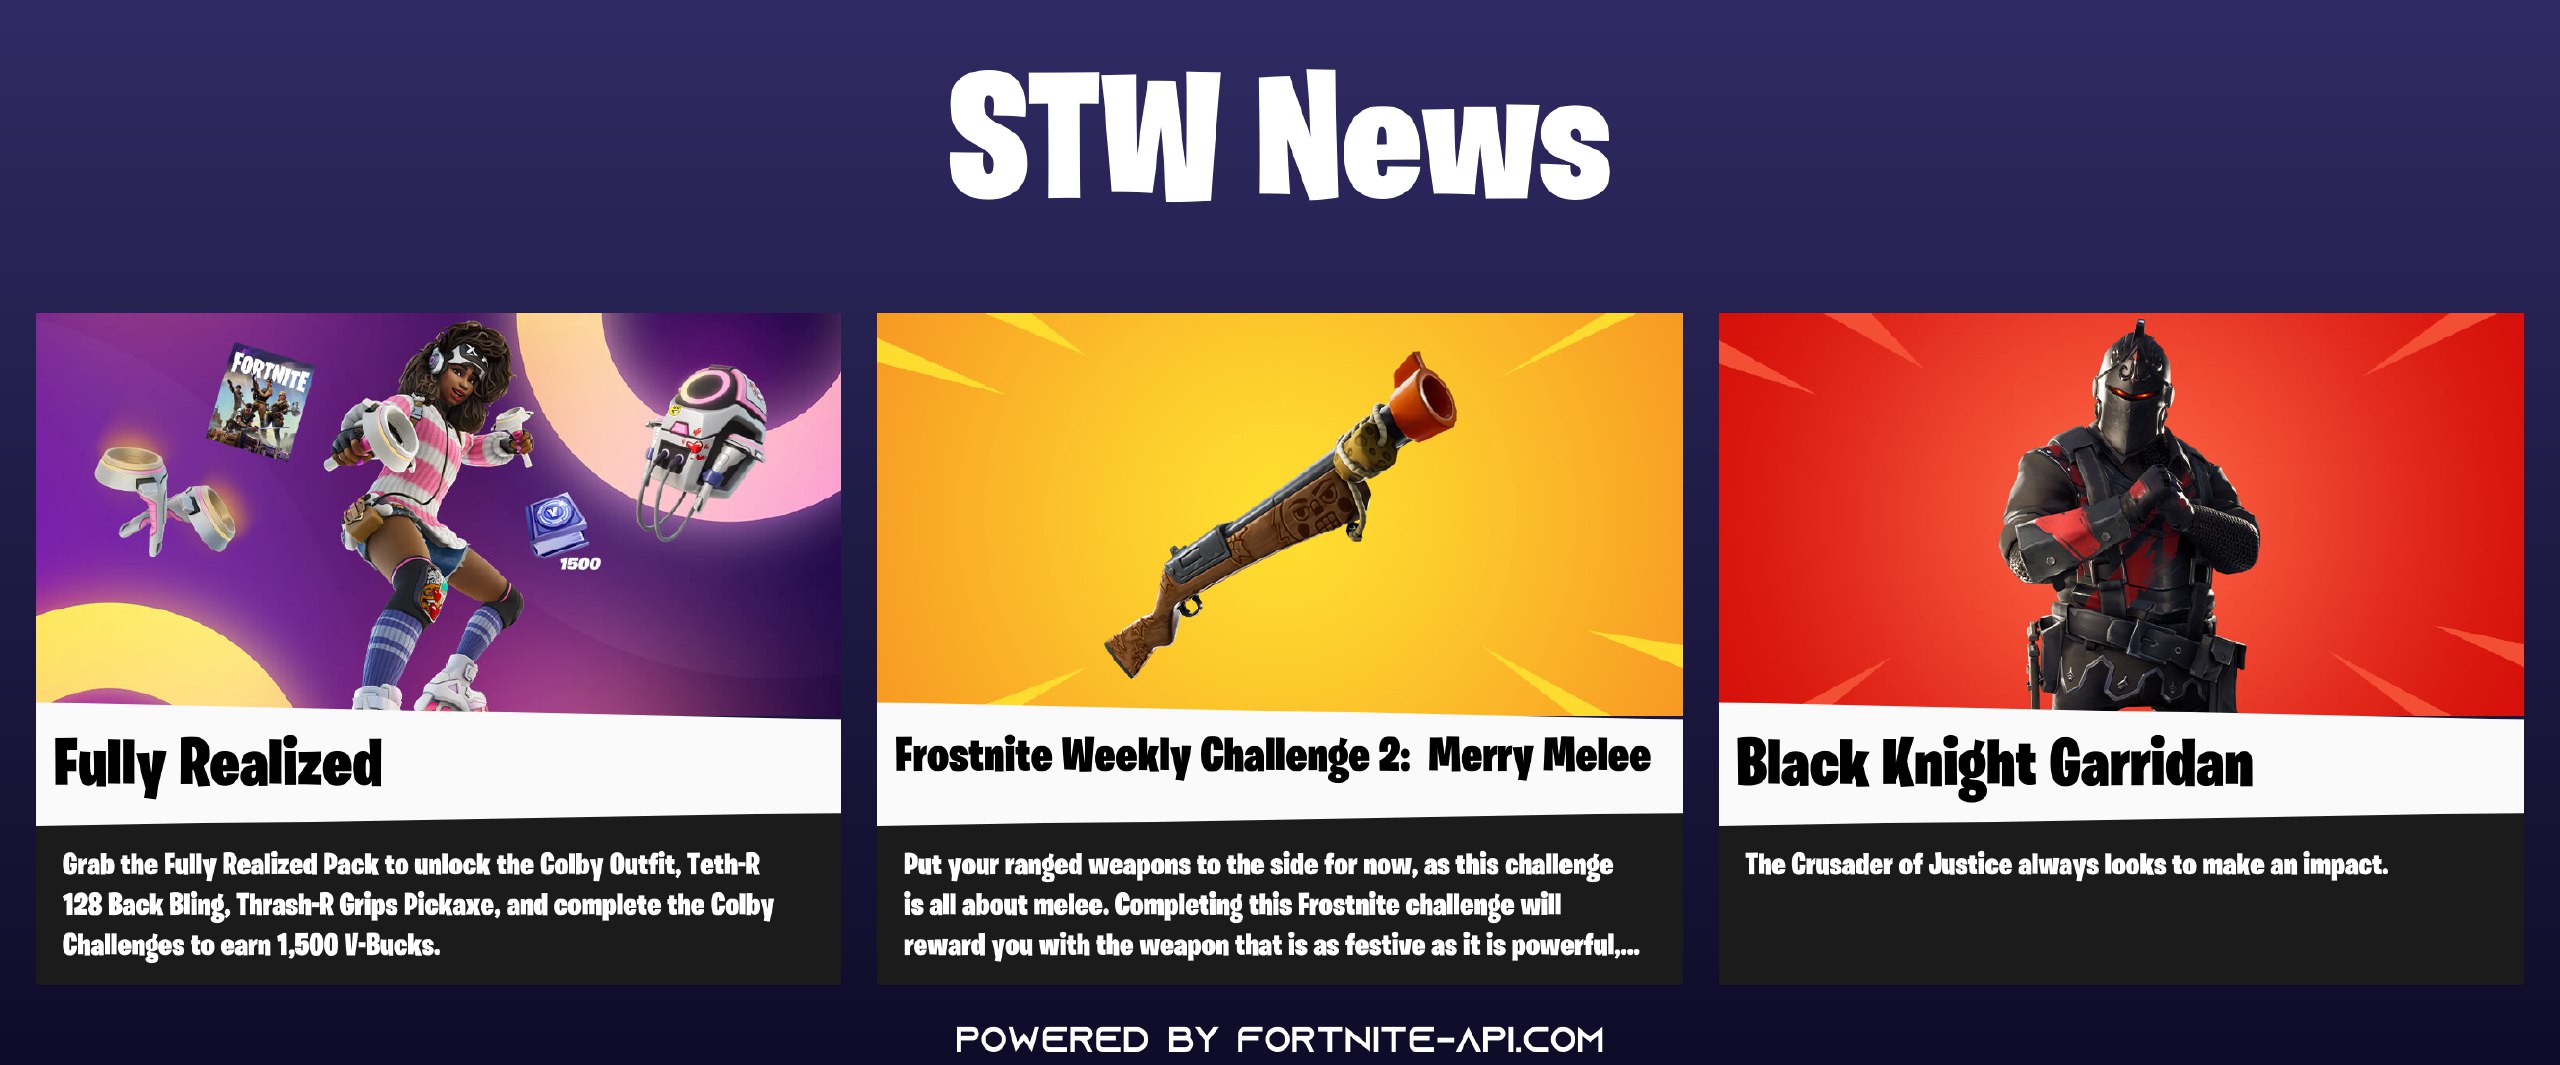 STW News
FORTNITE
1500
Fully Realized
Grab the Fully Realized Pack to unlock the Colby Outfit, Teth-R
128 Back Bling, Thrash-R Grips Pickaxe, and complete the Colby
Challenges to earn 1,500 V-Bucks.
Frostnite Weekly Challenge 2:  Merry Melee
Put your ranged weapons to the side for now, as this challenge
is all about melee. Completing this Frostnite challenge will
reward you with the weapon that is as festive as it is powerful,...
Black Knight Garridan
The Crusader of Justice always looks to make an impact.
POWERED BY FORTNITE-API.COM